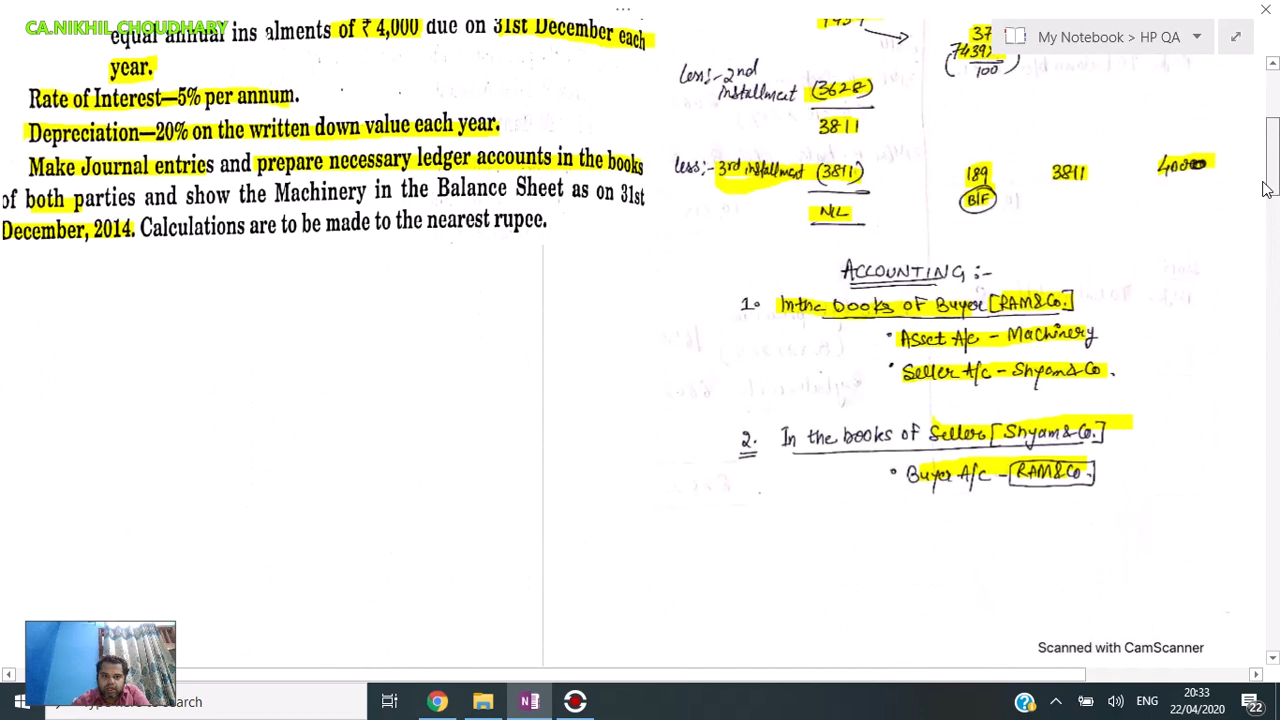 CA.NIKHIL CHOUDHARY
equal annual ins alments of ₹ 4,000 due on 31st December each
year.
Rate of Interest—5% per annum.
Depreciation—20% on the written down value each year.
Make Journal entries and prepare necessary ledger accounts in the books
of both parties and show the Machinery in the Balance Sheet as on 31st
December, 2014. Calculations are to be made to the nearest rupee.
My Notebook > HP QA
less:- 2nd
installment (3628)
3811
less:- 3rd installment (3811) 189 3811
NIL B/F
ACCOUNTING:-
1. In the books of Buyer [RAM&Co.]
• Asset A/c - Machinery
• Seller A/c - Shyam & Co.
2. In the books of Seller [Shyam&Co.]
• Buyer A/c - RAM&Co.
Scanned with CamScanner
ENG
20:33
22/04/2020
22